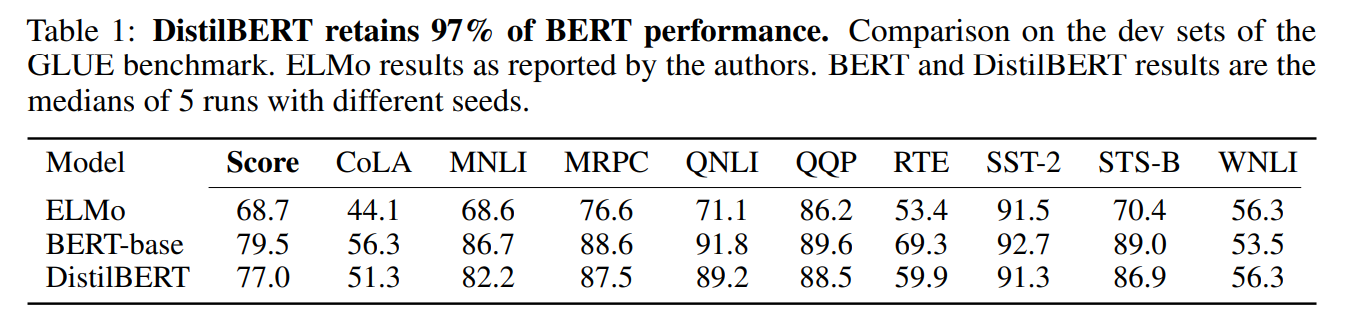 Table 1: DistilBERT retains 97% of BERT performance. Comparison on the dev sets of the
GLUE benchmark. ELMo results as reported by the authors. BERT and DistilBERT results are the
medians of 5 runs with different seeds.
Model Score CoLA MNLI MRPC QNLI QQP RTE SST-2 STS-B WNLI
ELMo 68.7 44.1 68.6 76.6 71.1 86.2 53.4 91.5 70.4 56.3
BERT-base 79.5 56.3 86.7 88.6 91.8 89.6 69.3 92.7 89.0 53.5
DistilBERT 77.0 51.3 82.2 87.5 89.2 88.5 59.9 91.3 86.9 56.3